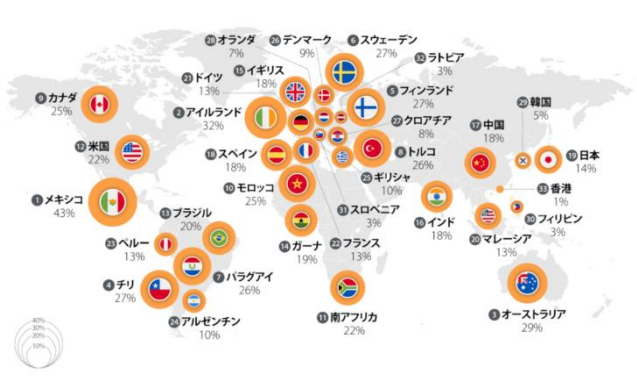 28 オランダ
7%
26 デンマーク
9%
6 スウェーデン
27%
32 ラトビア
3%
21 ドイツ
13%
15 イギリス
18%
5 フィンランド
27%
9 カナダ
25%
2 アイルランド
32%
27 クロアチア
8%
29 韓国
5%
17 中国
18%
12 米国
22%
18 スペイン
18%
8 トルコ
26%
19 日本
14%
25 ギリシャ
10%
10 モロッコ
25%
1 メキシコ
43%
33 香港
1%
13 ブラジル
20%
31 スロベニア
3%
16 インド
18%
30 フィリピン
3%
23 ペルー
13%
14 ガーナ
19%
22 フランス
13%
20 マレーシア
13%
7 パラグアイ
26%
4 チリ
27%
11 南アフリカ
22%
3 オーストラリア
29%
24 アルゼンチン
10%
40%
30%
20%
10%